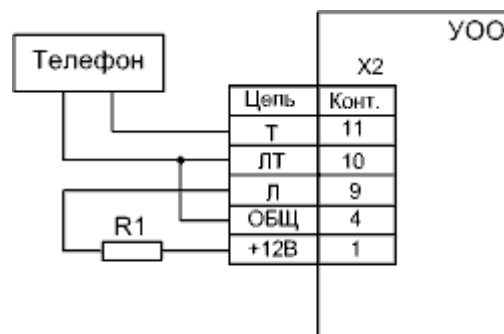 УОО
Телефон
X2
Цепь Конт.
Т 11
ЛТ 10
Л 9
ОБЩ 4
R1
+12В 1